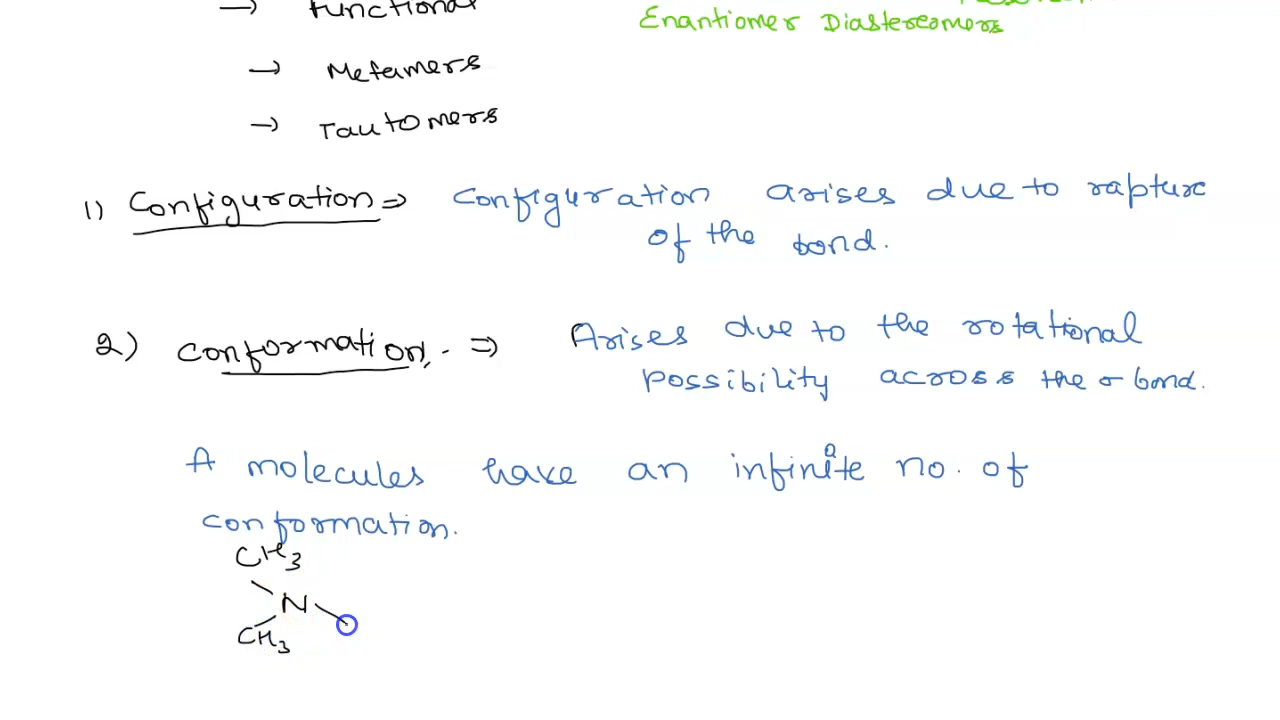 → Functional
Enantiomer Diastereomers
→ Metamers
→ Tautomers
1) Configuration ⇒ Configuration arises due to rapture
of the bond.
2) Conformation. ⇒ Arises due to the rotational
possibility across the σ bond.
A molecules have an infinite no. of
conformation.
CH3
N
CH3